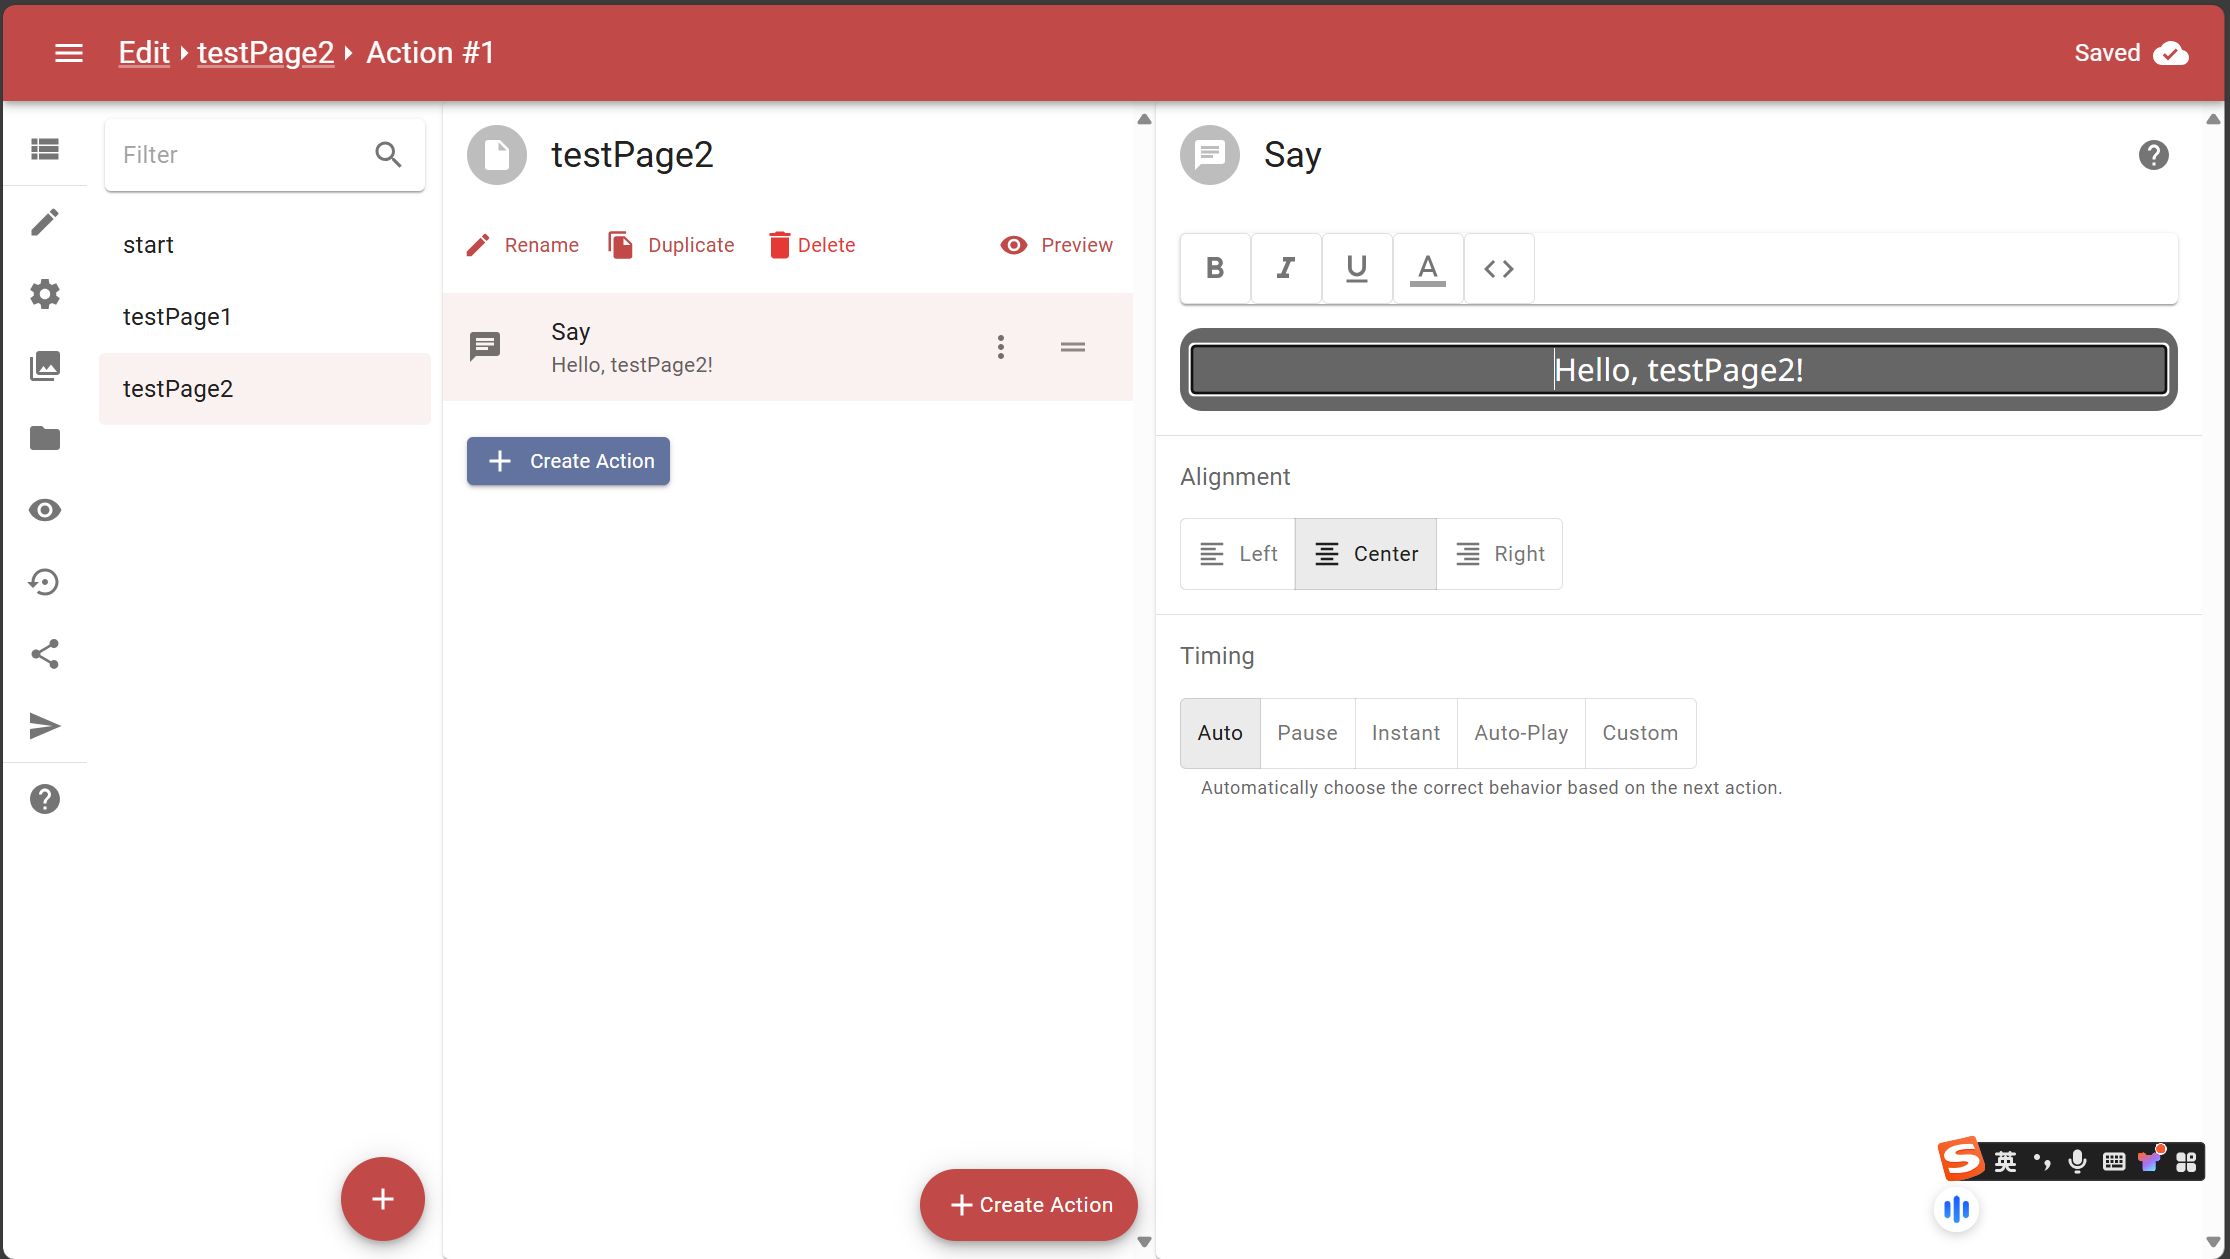 Edit testPage2 Action #1
Saved
Filter
start
testPage1
testPage2
testPage2
Rename Duplicate Delete Preview
Say
Hello, testPage2!
Create Action
Create Action
Say
B I U A <>
Hello, testPage2!
Alignment
Left Center Right
Timing
Auto Pause Instant Auto-Play Custom
Automatically choose the correct behavior based on the next action.
S 英